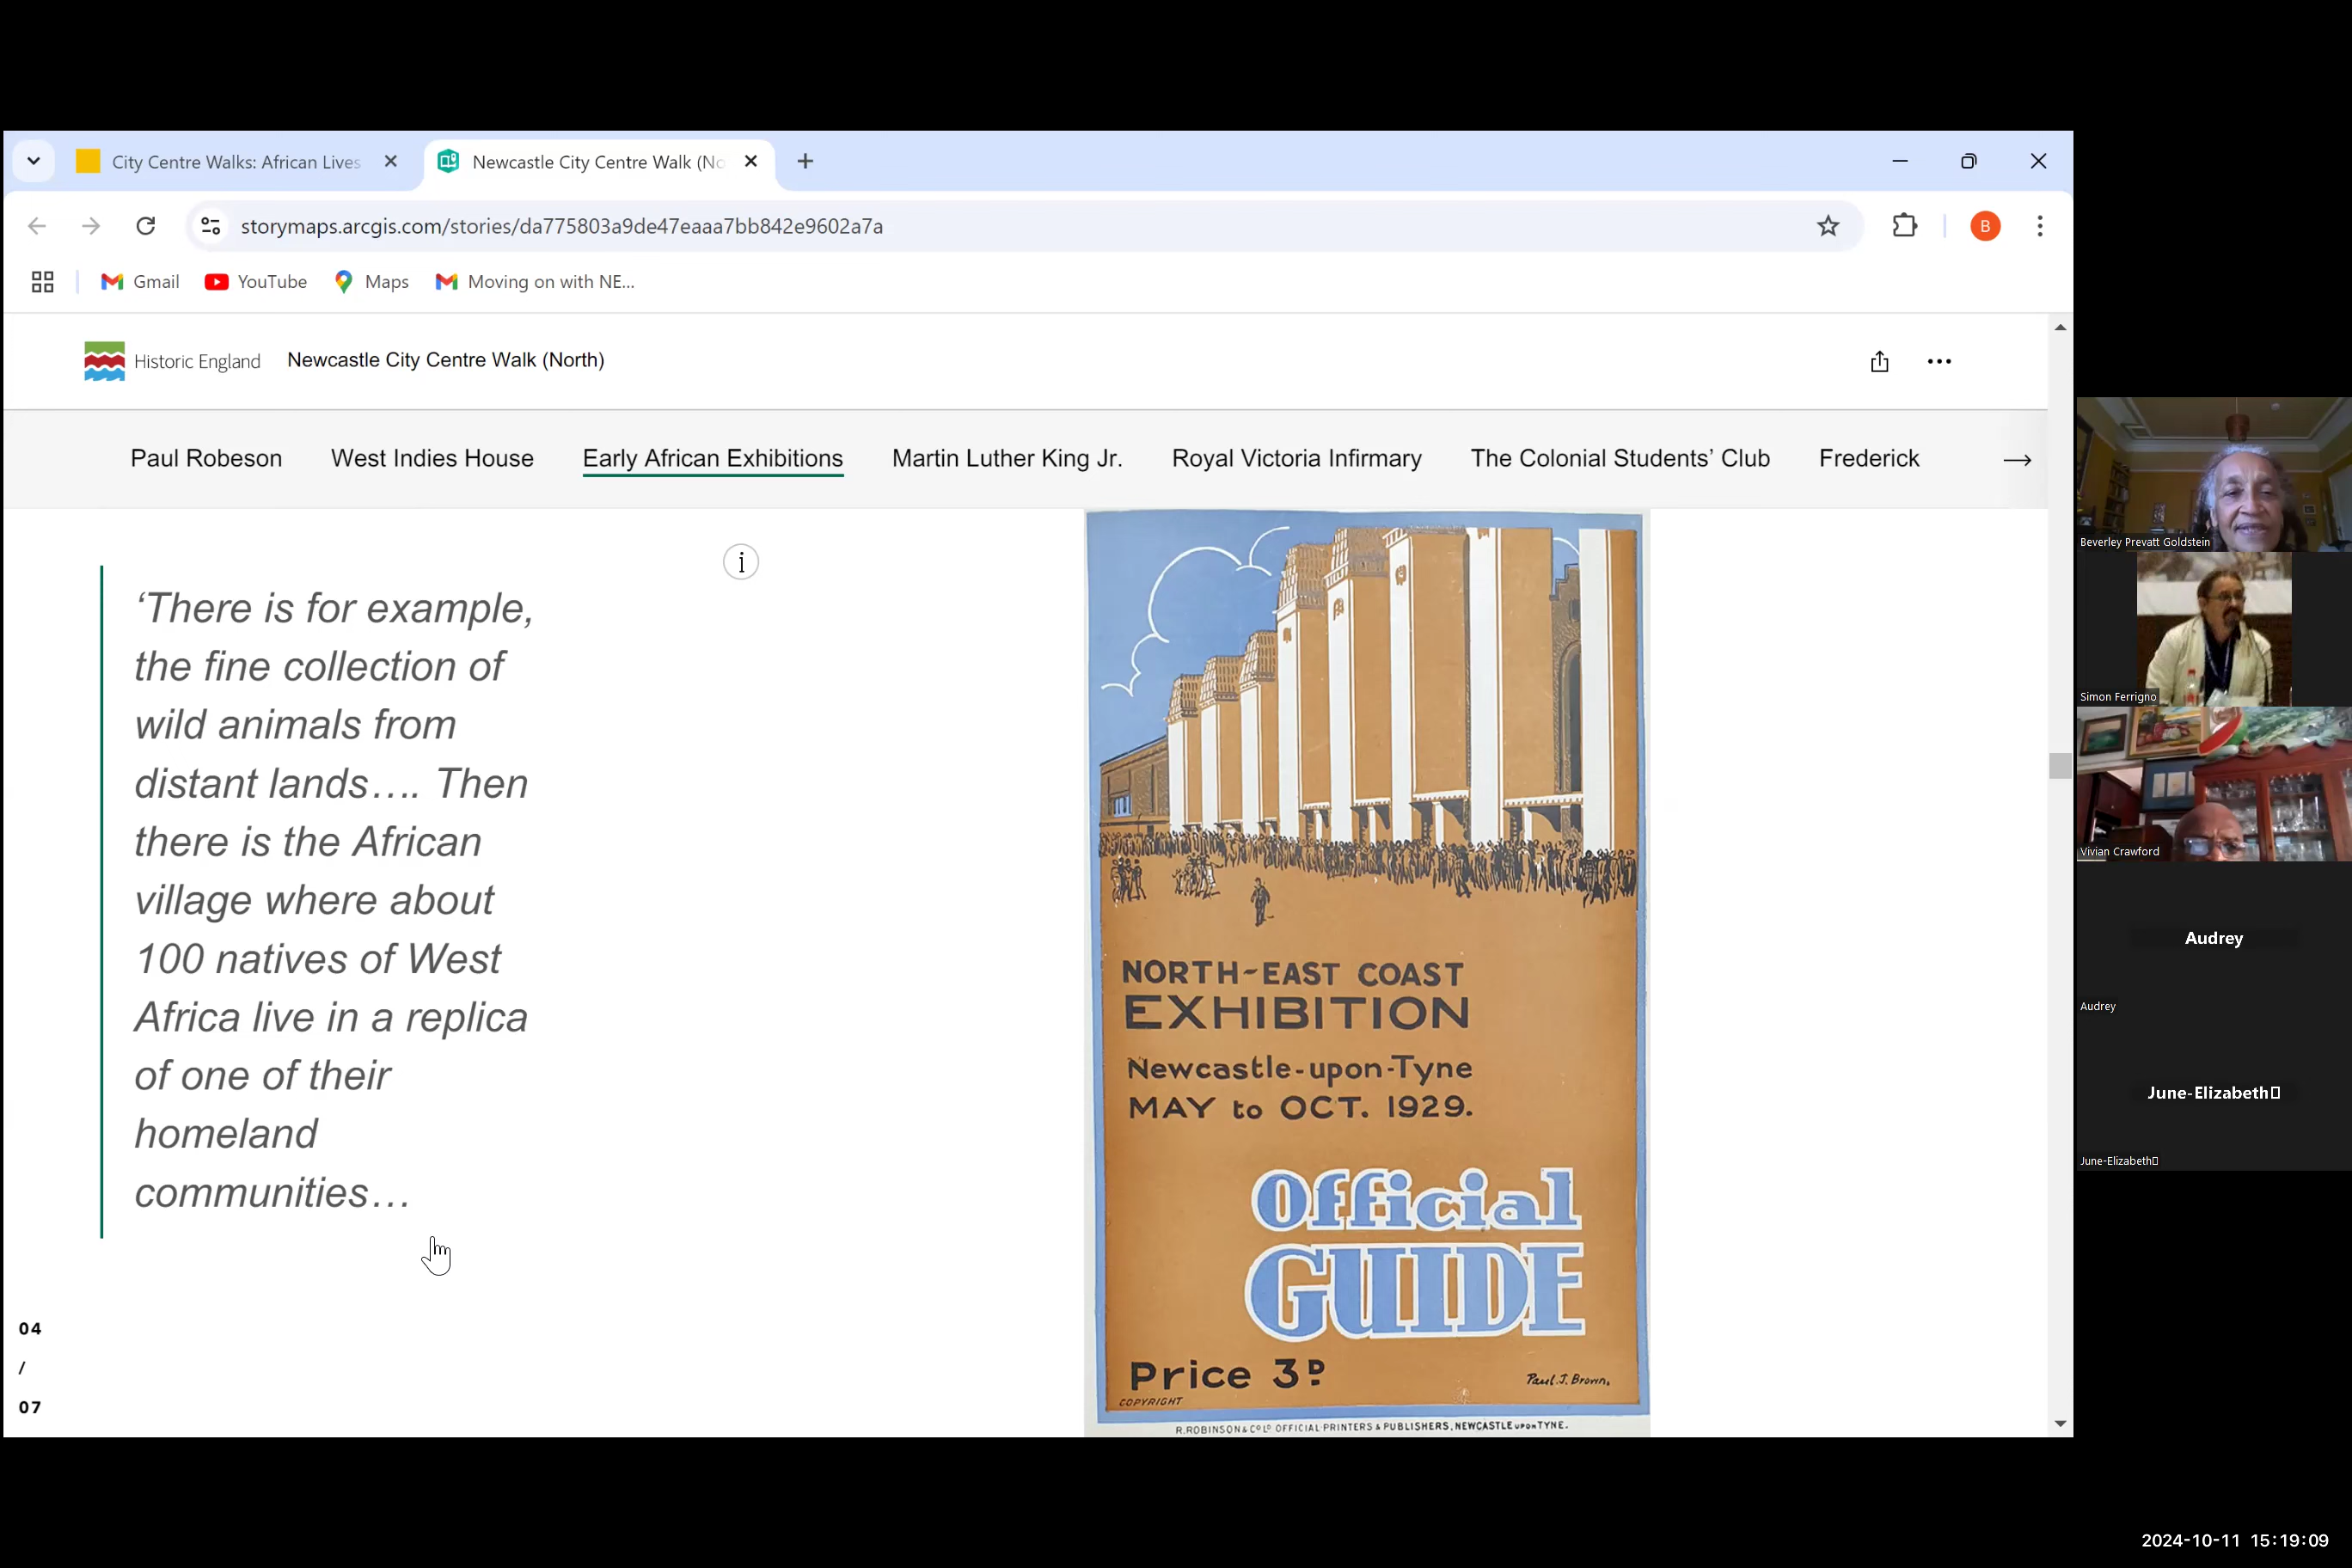 City Centre Walks: African Lives
Newcastle City Centre Walk (No
storymaps.arcgis.com/stories/da775803a9de47eaaa7bb842e9602a7a
B
Gmail
YouTube
Maps
Moving on with NE...
Historic England
Newcastle City Centre Walk (North)
Paul Robeson
West Indies House
Early African Exhibitions
Martin Luther King Jr.
Royal Victoria Infirmary
The Colonial Students’ Club
Frederick
‘There is for example,
the fine collection of
wild animals from
distant lands…. Then
there is the African
village where about
100 natives of West
Africa live in a replica
of one of their
homeland
communities…
04
/
07
NORTH-EAST COAST
EXHIBITION
Newcastle-upon-Tyne
MAY to OCT. 1929.
Official
GUIDE
Price 3D
Paul.J.Brown.
COPYRIGHT
R.ROBINSON & Co LD OFFICIAL PRINTERS & PUBLISHERS, NEWCASTLE upon TYNE.
Beverley Prevatt Goldstein
Simon Ferrigno
Vivian Crawford
Audrey
Audrey
June-Elizabeth
June-Elizabeth
2024-10-11 15:19:09